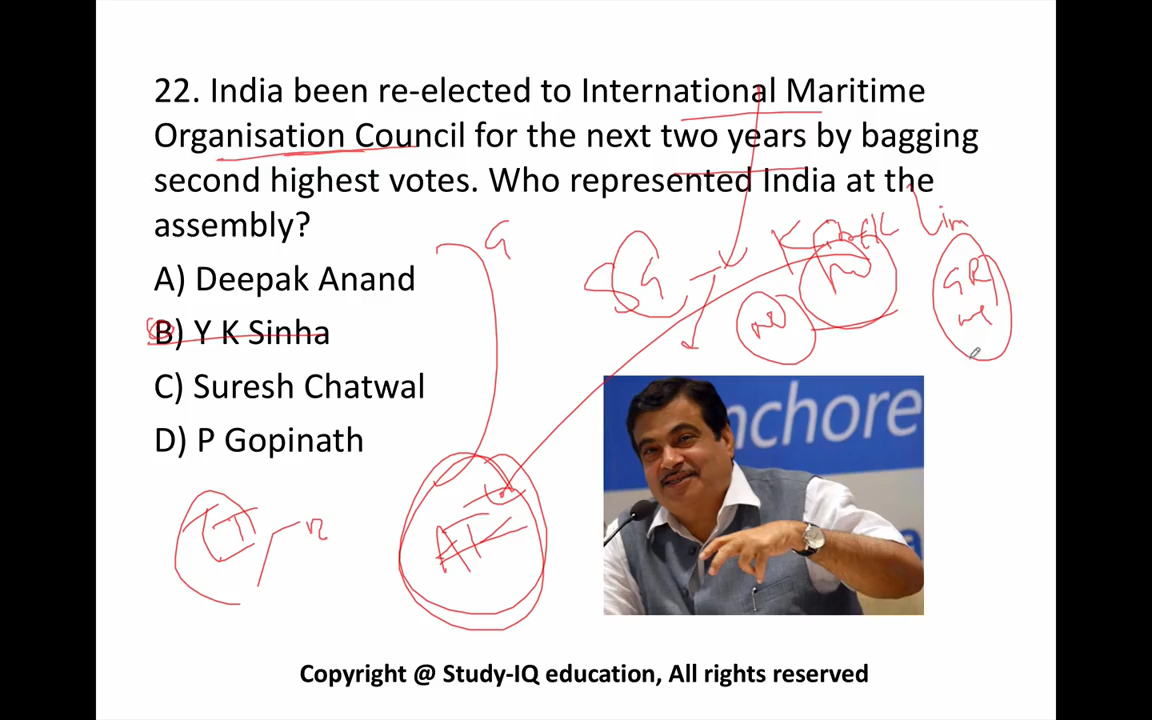 22. India been re-elected to International Maritime
Organisation Council for the next two years by bagging
second highest votes. Who represented India at the
assembly?
A) Deepak Anand
B) Y K Sinha
C) Suresh Chatwal
D) P Gopinath
G
G
nchore
Copyright @ Study-IQ education, All rights reserved